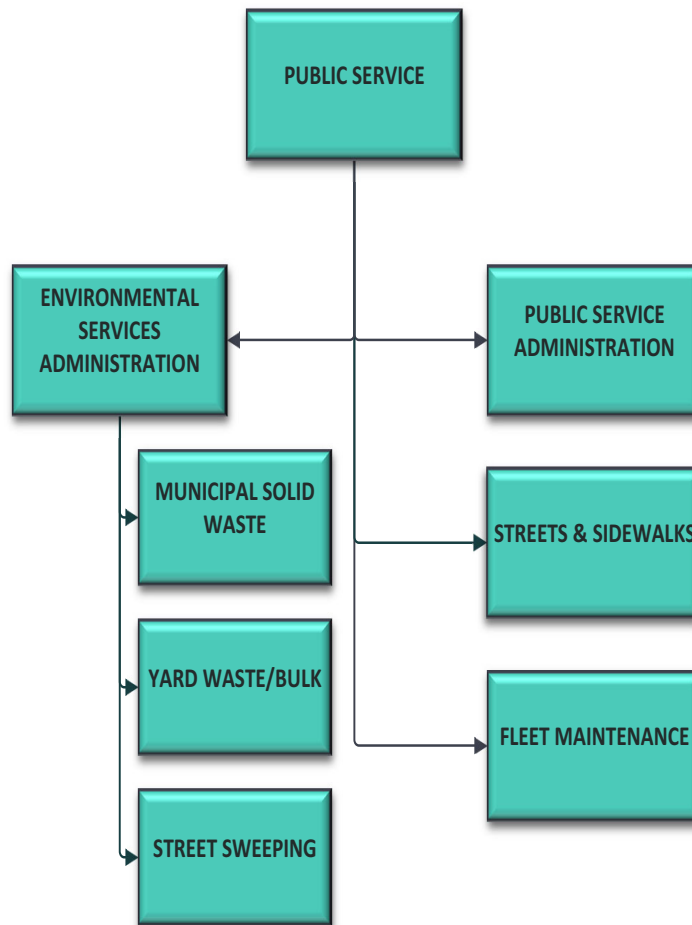 PUBLIC SERVICE
ENVIRONMENTAL
SERVICES
ADMINISTRATION
PUBLIC SERVICE
ADMINISTRATION
MUNICIPAL SOLID
WASTE
STREETS & SIDEWALKS
YARD WASTE/BULK
FLEET MAINTENANCE
STREET SWEEPING